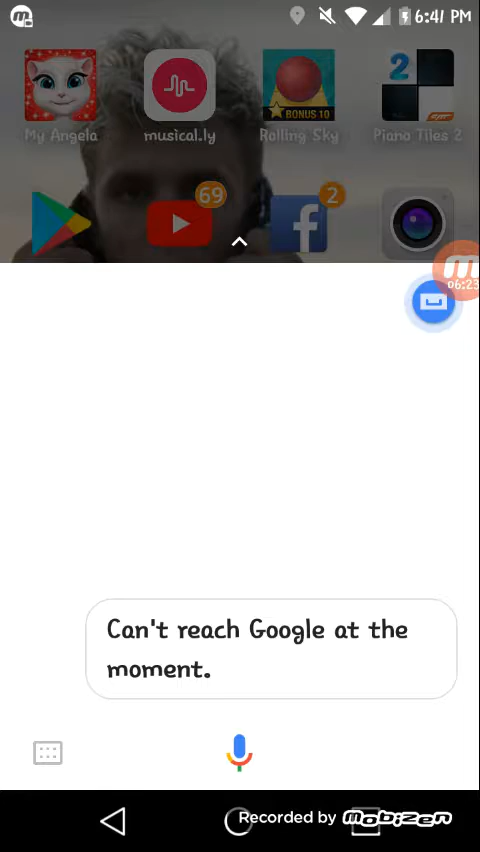 6:41 PM
2
BONUS 10
My Angela musical.ly Rolling Sky Piano Tiles 2
69 2
06:23
Can't reach Google at the
moment.
Recorded by Mobizen